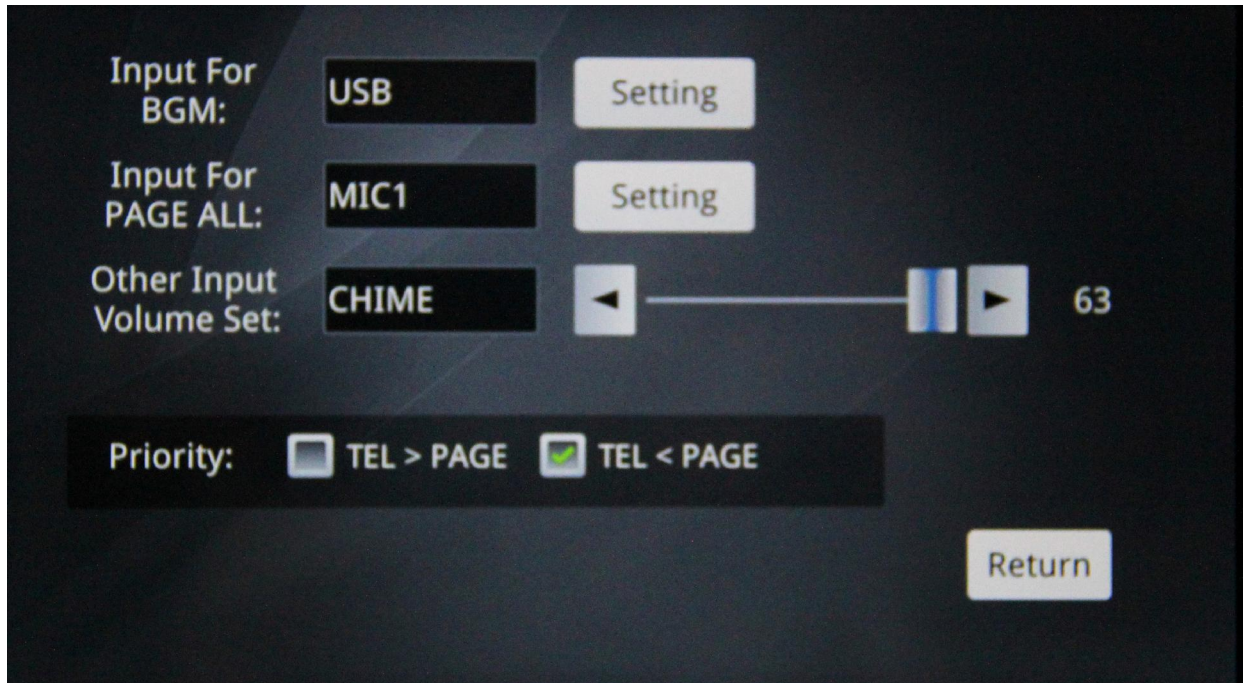 Input For
BGM:
USB
Setting
Input For
PAGE ALL:
MIC1
Setting
Other Input
Volume Set:
CHIME
63
Priority:
TEL > PAGE
TEL < PAGE
Return